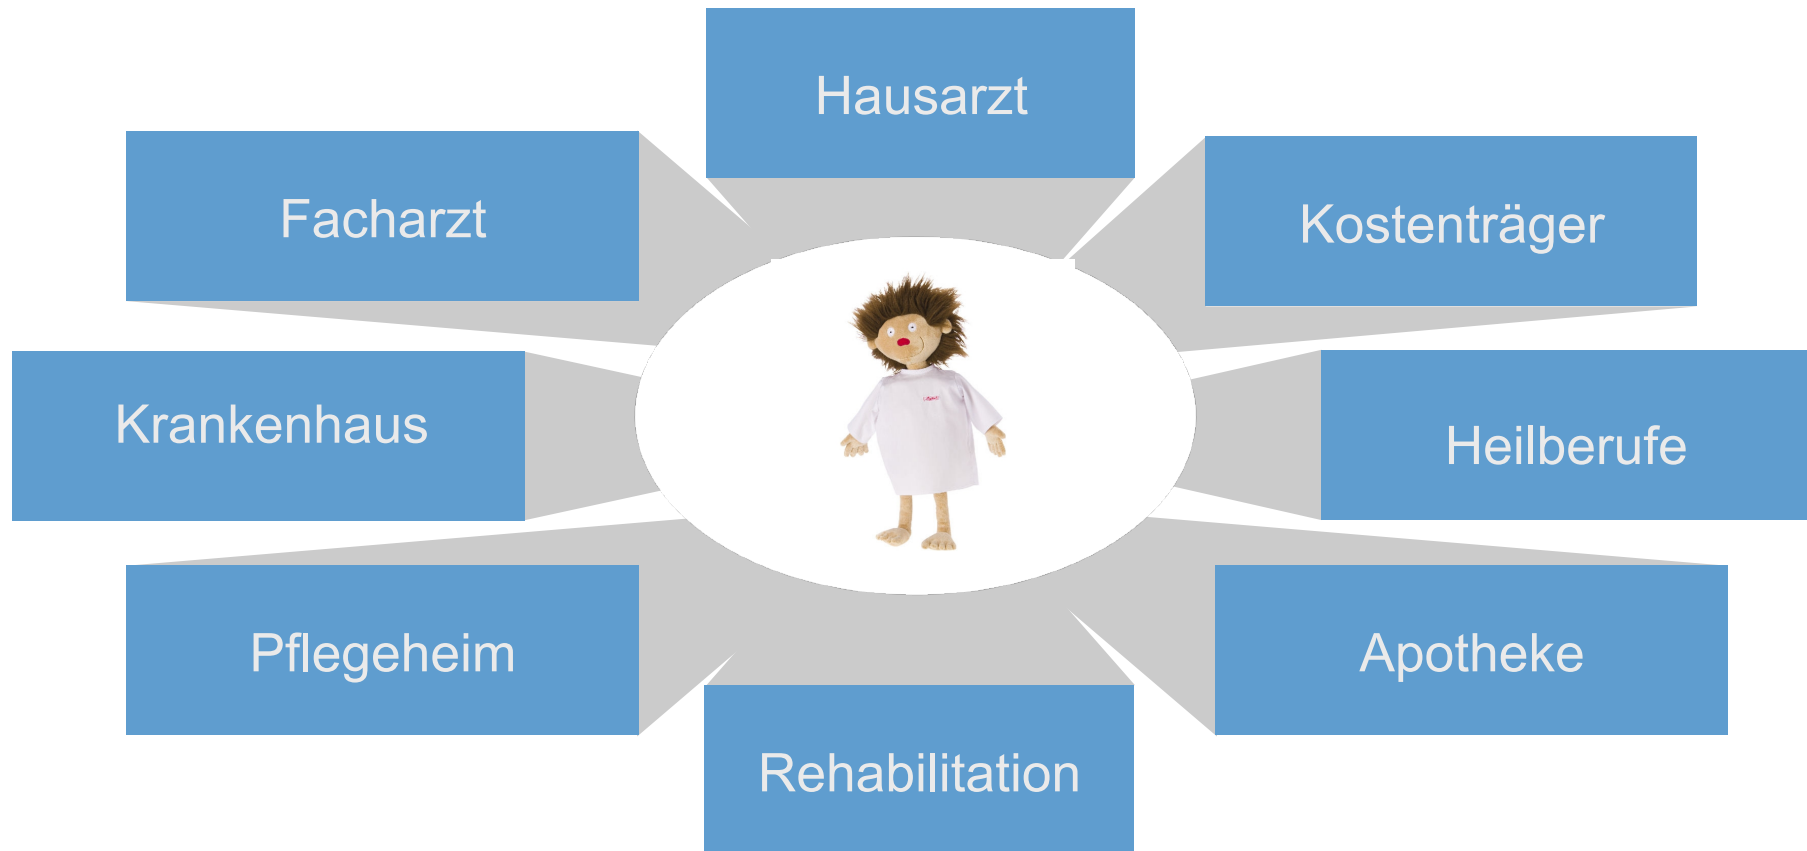 Hausarzt
Facharzt
Kostenträger
Krankenhaus
Heilberufe
Pflegeheim
Apotheke
Rehabilitation